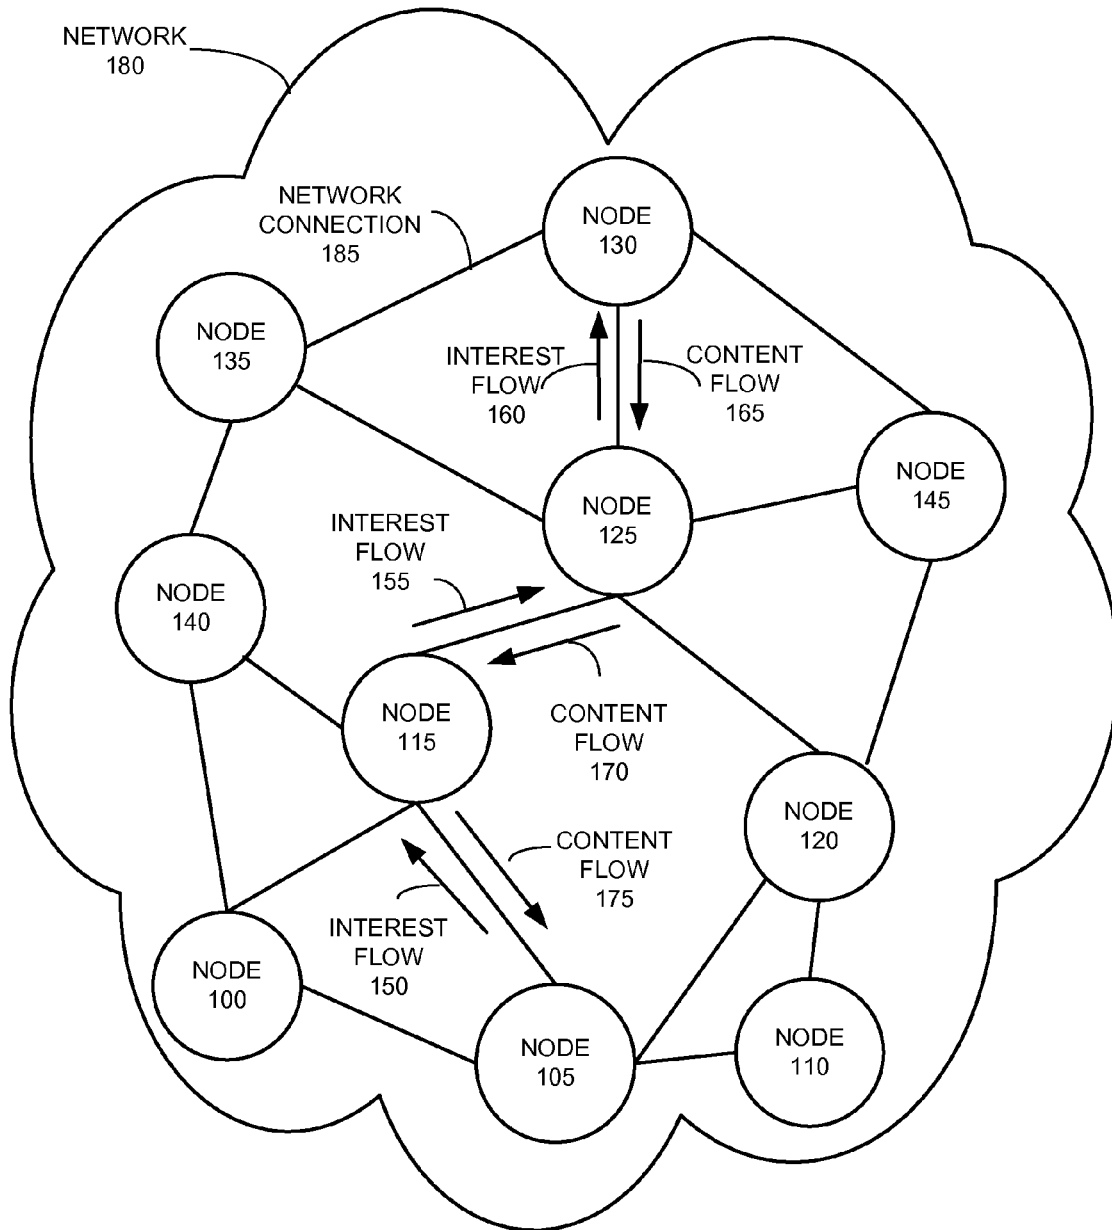 NETWORK
180
NETWORK
CONNECTION
185
NODE
130
NODE
135
INTEREST
FLOW
160
CONTENT
FLOW
165
NODE
145
NODE
125
INTEREST
FLOW
155
NODE
140
NODE
115
CONTENT
FLOW
170
NODE
120
CONTENT
FLOW
175
INTEREST
FLOW
150
NODE
100
NODE
105
NODE
110